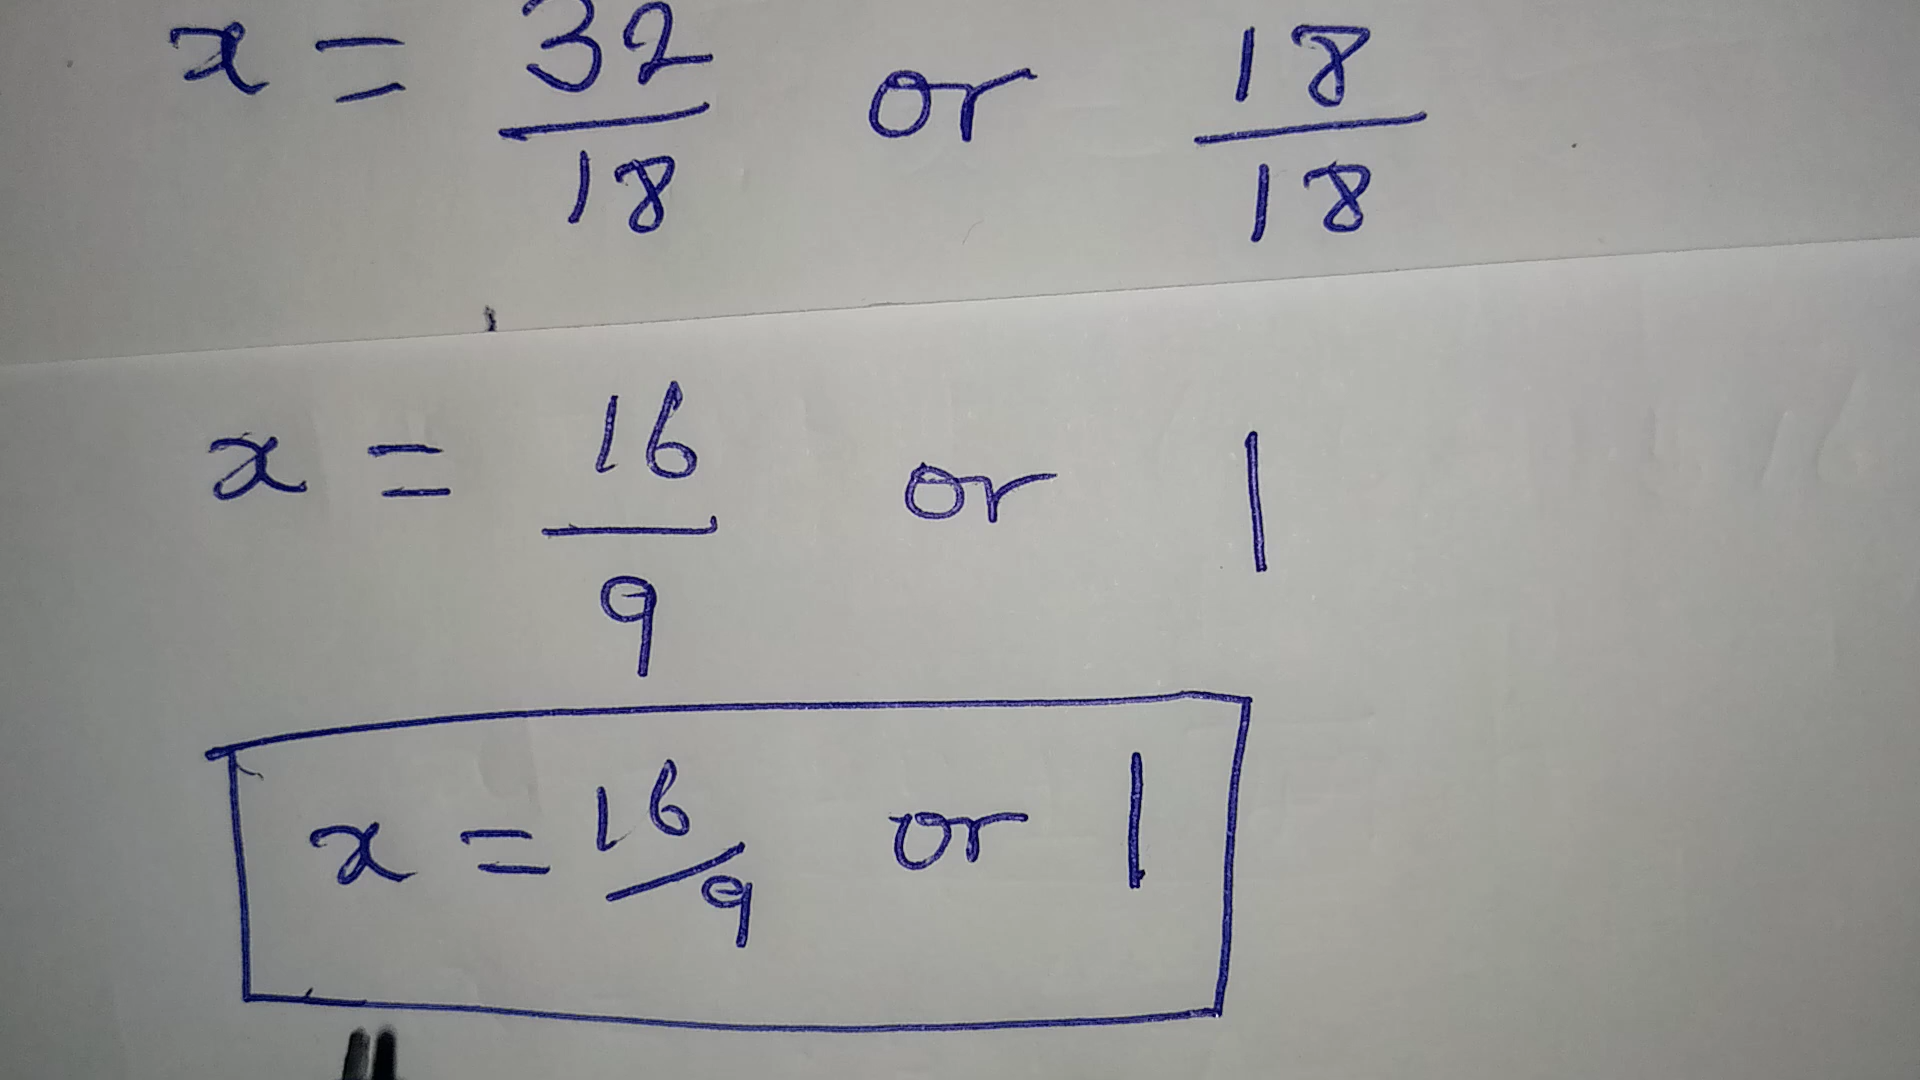 x = 32/18 or 18/18
x = 16/9 or 1
x = 16/9 or 1